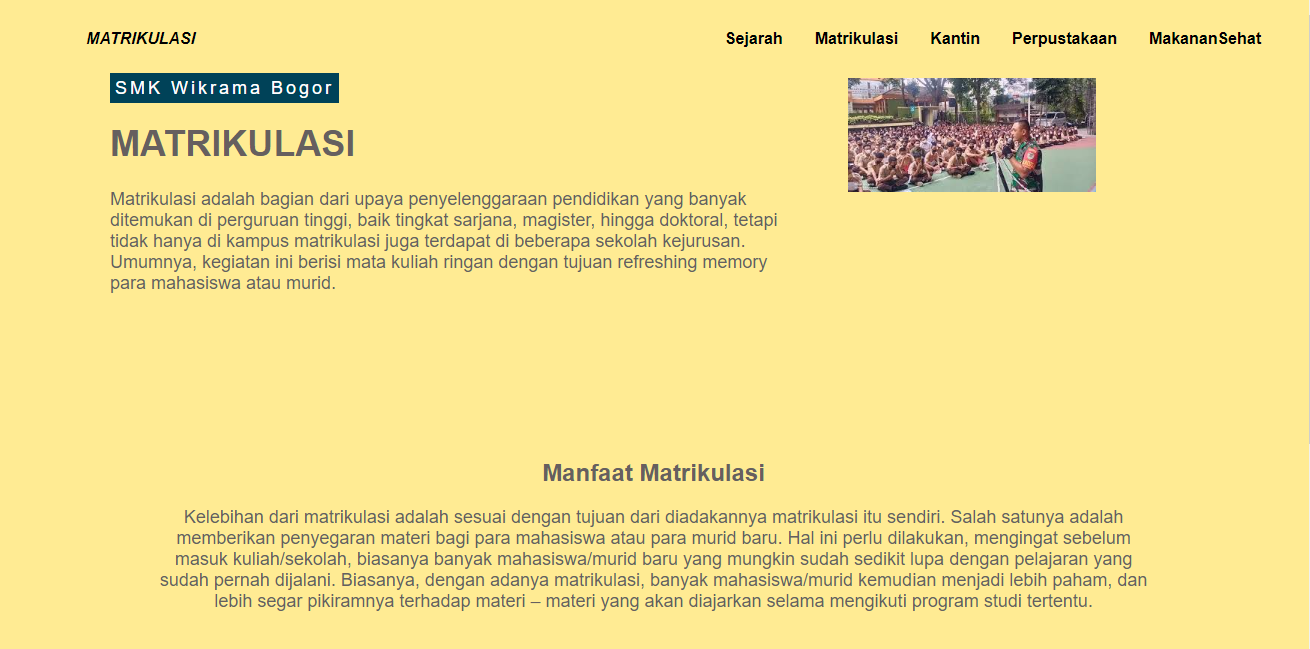 MATRIKULASI
Sejarah Matrikulasi Kantin Perpustakaan MakananSehat
SMK Wikrama Bogor
MATRIKULASI
Matrikulasi adalah bagian dari upaya penyelenggaraan pendidikan yang banyak
ditemukan di perguruan tinggi, baik tingkat sarjana, magister, hingga doktoral, tetapi
tidak hanya di kampus matrikulasi juga terdapat di beberapa sekolah kejurusan.
Umumnya, kegiatan ini berisi mata kuliah ringan dengan tujuan refreshing memory
para mahasiswa atau murid.
Manfaat Matrikulasi
Kelebihan dari matrikulasi adalah sesuai dengan tujuan dari diadakannya matrikulasi itu sendiri. Salah satunya adalah
memberikan penyegaran materi bagi para mahasiswa atau para murid baru. Hal ini perlu dilakukan, mengingat sebelum
masuk kuliah/sekolah, biasanya banyak mahasiswa/murid baru yang mungkin sudah sedikit lupa dengan pelajaran yang
sudah pernah dijalani. Biasanya, dengan adanya matrikulasi, banyak mahasiswa/murid kemudian menjadi lebih paham, dan
lebih segar pikiramnya terhadap materi – materi yang akan diajarkan selama mengikuti program studi tertentu.